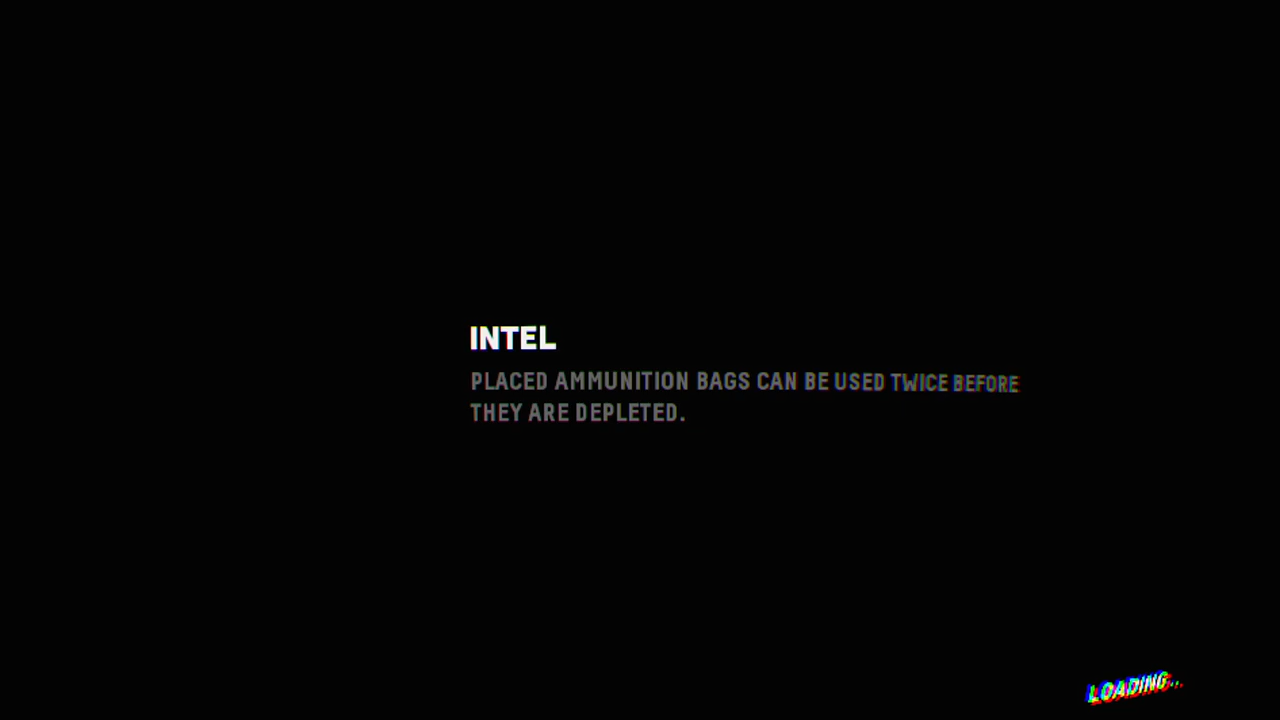 INTEL
PLACED AMMUNITION BAGS CAN BE USED TWICE BEFORE
THEY ARE DEPLETED.
LOADING...